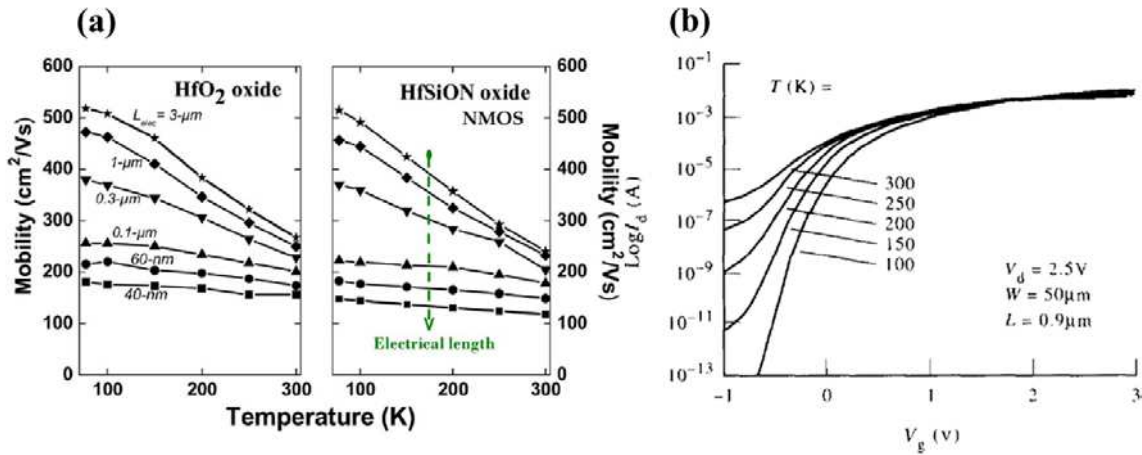 (a)
600
500
400
300
200
100
0
Mobility (cm²/Vs)
HfO₂ oxide
L_elec = 3-μm
1-μm
0.3-μm
0.1-μm
60-nm
40-nm
100
200
300
HfSiON oxide
NMOS
Electrical length
100
200
300
600
500
400
300
200
100
0
Mobility (cm²/Vs)
Temperature (K)
b)
Log I_d (A)
10⁻¹
10⁻³
10⁻⁵
10⁻⁷
10⁻⁹
10⁻¹¹
10⁻¹³
T (K) =
300
250
200
150
100
V_d = 2.5V
W = 50μm
L = 0.9μm
−1
0
1
2
3
V_g (v)